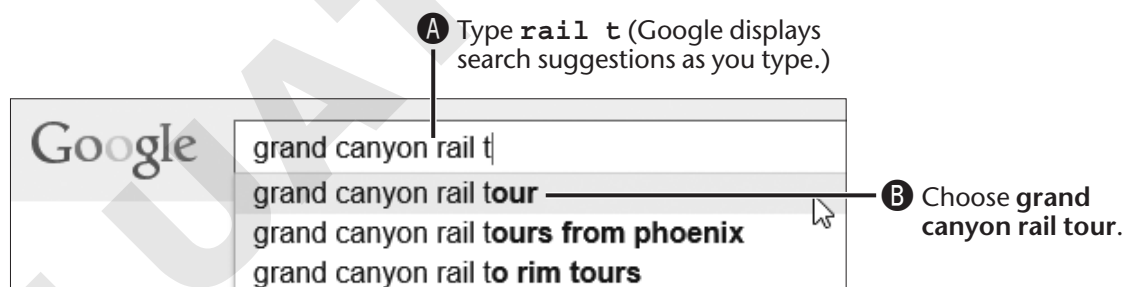 A Type rail t (Google displays
search suggestions as you type.)
Google
grand canyon rail t
grand canyon rail tour
B Choose grand
canyon rail tour.
grand canyon rail tours from phoenix
grand canyon rail to rim tours